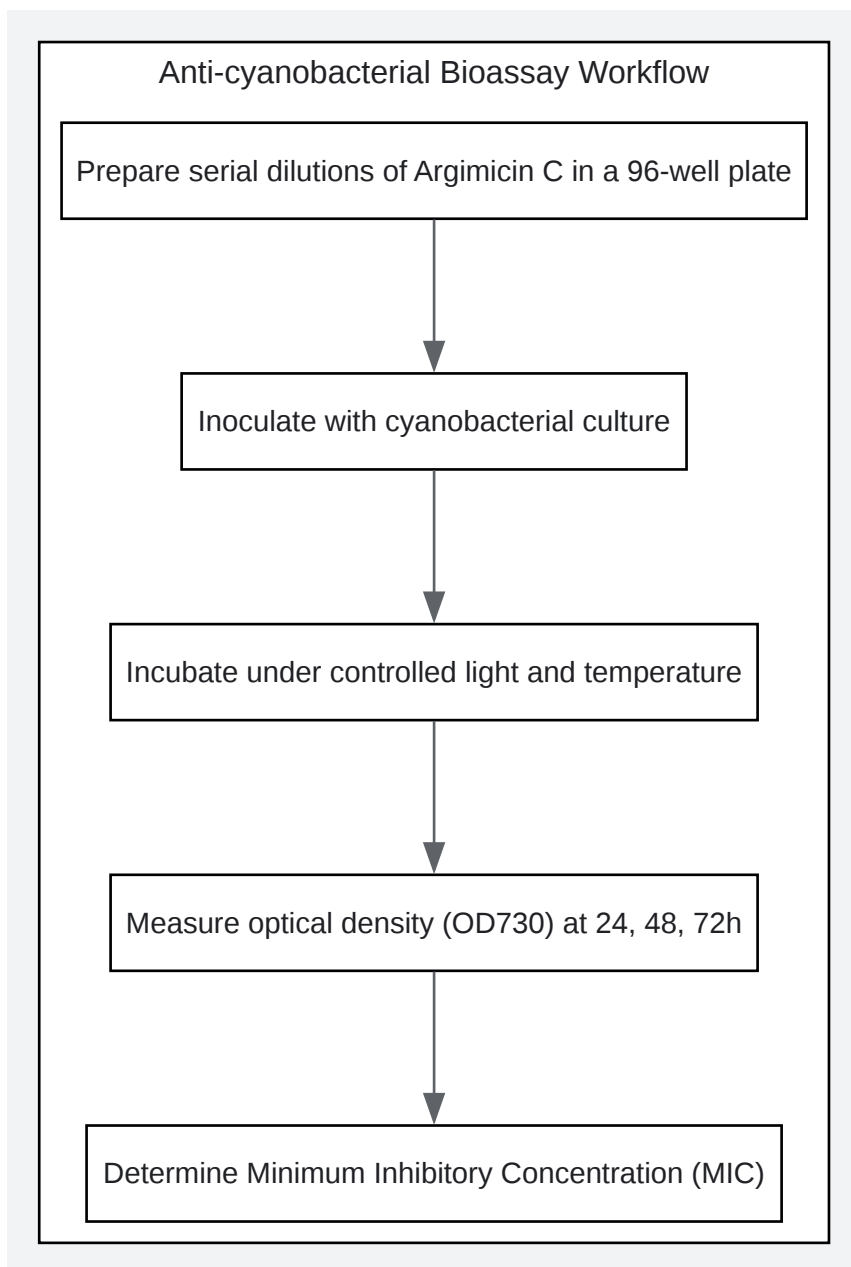 Anti-cyanobacterial Bioassay Workflow
Prepare serial dilutions of Argimicin C in a 96-well plate
Inoculate with cyanobacterial culture
Incubate under controlled light and temperature
Measure optical density (OD730) at 24, 48, 72h
Determine Minimum Inhibitory Concentration (MIC)